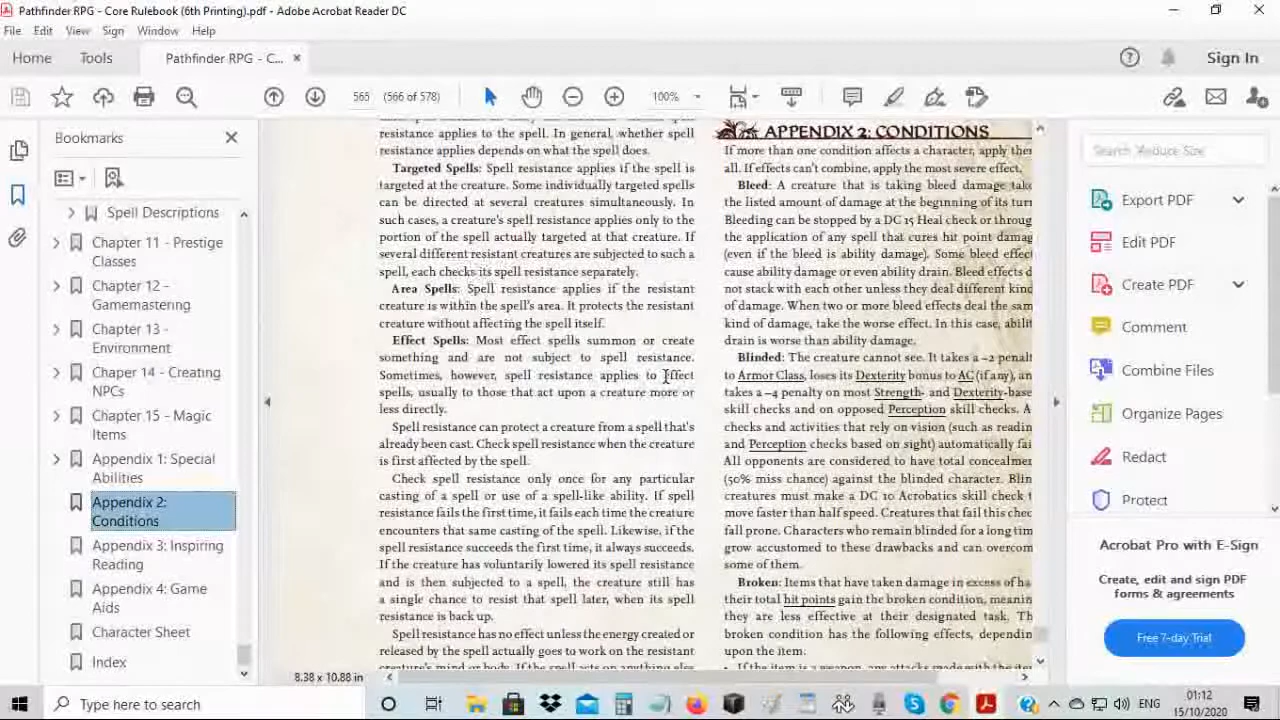 Pathfinder RPG - Core Rulebook (6th Printing).pdf - Adobe Acrobat Reader DC
File Edit View Sign Window Help
Home Tools Pathfinder RPG - C... Sign In
565 (566 of 578) 100%
Bookmarks
Spell Descriptions
Chapter 11 - Prestige
Classes
Chapter 12 -
Gamemastering
Chapter 13 -
Environment
Chaper 14 - Creating
NPCs
Chapter 15 - Magic
Items
Appendix 1: Special
Abilities
Appendix 2:
Conditions
Appendix 3: Inspiring
Reading
Appendix 4: Game
Aids
Character Sheet
Index
resistance applies to the spell. In general, whether spell
resistance applies depends on what the spell does.
Targeted Spells: Spell resistance applies if the spell is
targeted at the creature. Some individually targeted spells
can be directed at several creatures simultaneously. In
such cases, a creature's spell resistance applies only to the
portion of the spell actually targeted at that creature. If
several different resistant creatures are subjected to such a
spell, each checks its spell resistance separately.
Area Spells: Spell resistance applies if the resistant
creature is within the spell's area. It protects the resistant
creature without affecting the spell itself.
Effect Spells: Most effect spells summon or create
something and are not subject to spell resistance.
Sometimes, however, spell resistance applies to effect
spells, usually to those that act upon a creature more or
less directly.
Spell resistance can protect a creature from a spell that's
already been cast. Check spell resistance when the creature
is first affected by the spell.
Check spell resistance only once for any particular
casting of a spell or use of a spell-like ability. If spell
resistance fails the first time, it fails each time the creature
encounters that same casting of the spell. Likewise, if the
spell resistance succeeds the first time, it always succeeds.
If the creature has voluntarily lowered its spell resistance
and is then subjected to a spell, the creature still has
a single chance to resist that spell later, when its spell
resistance is back up.
Spell resistance has no effect unless the energy created or
released by the spell actually goes to work on the resistant
creature's mind or body. If the spell acts on anything else
8.38 x 10.88 in
APPENDIX 2: CONDITIONS
If more than one condition affects a character, apply ther
all. If effects can't combine, apply the most severe effect.
Bleed: A creature that is taking bleed damage take
the listed amount of damage at the beginning of its turn
Bleeding can be stopped by a DC 15 Heal check or throug
the application of any spell that cures hit point damag
(even if the bleed is ability damage). Some bleed effec
cause ability damage or even ability drain. Bleed effects d
not stack with each other unless they deal different kind
of damage. When two or more bleed effects deal the sam
kind of damage, take the worse effect. In this case, abilit
drain is worse than ability damage.
Blinded: The creature cannot see. It takes a –2 penalt
to Armor Class, loses its Dexterity bonus to AC (if any), an
takes a –4 penalty on most Strength- and Dexterity-base
skill checks and on opposed Perception skill checks. A
checks and activities that rely on vision (such as readin
and Perception checks based on sight) automatically fai
All opponents are considered to have total concealmer
(50% miss chance) against the blinded character. Blin
creatures must make a DC 10 Acrobatics skill check t
move faster than half speed. Creatures that fail this chec
fall prone. Characters who remain blinded for a long tim
grow accustomed to these drawbacks and can overcom
some of them.
Broken: Items that have taken damage in excess of ha
their total hit points gain the broken condition, meanin
they are less effective at their designated task. Th
broken condition has the following effects, dependin
upon the item.
• If the item is a weapon, any attacks made with the iter
Export PDF
Edit PDF
Create PDF
Comment
Combine Files
Organize Pages
Redact
Protect
Acrobat Pro with E-Sign
Create, edit and sign PDF
forms & agreements
Free 7-day Trial
Type here to search
ENG
01:12
15/10/2020